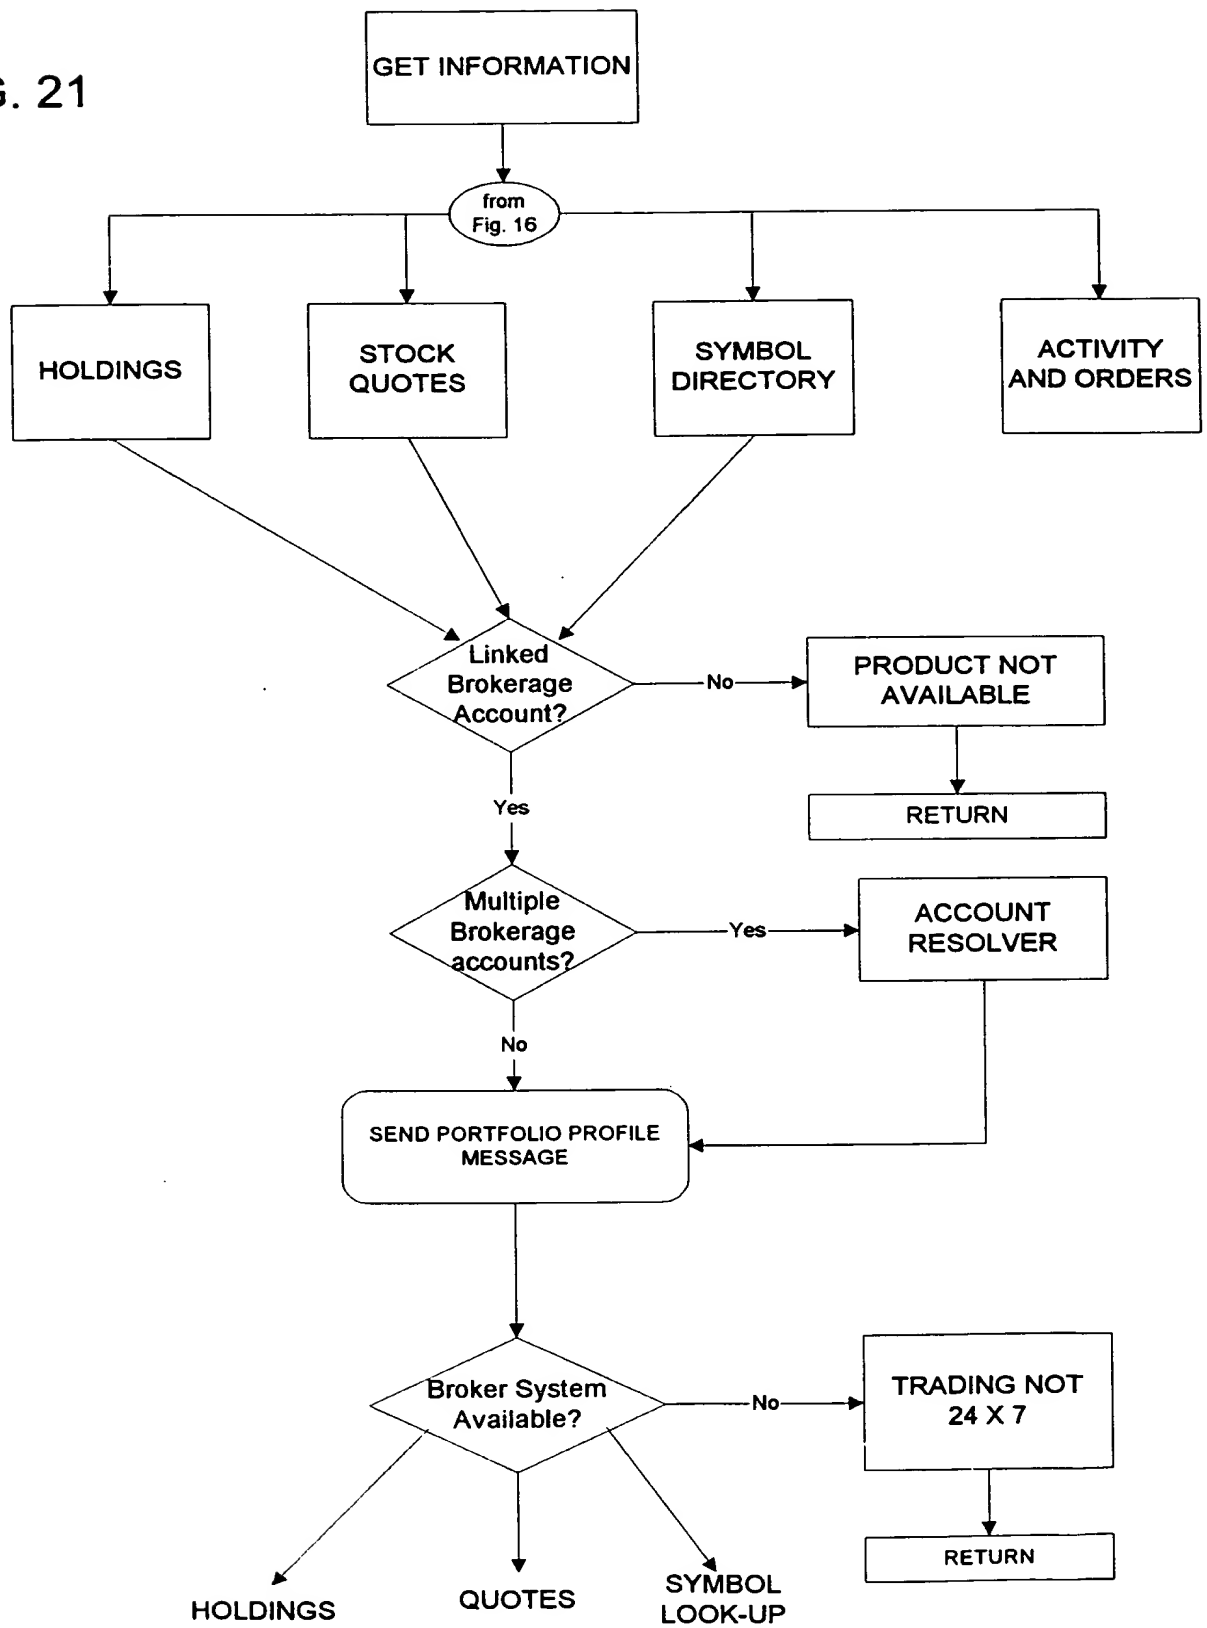 GET INFORMATION
. 21
from
Fig. 16
HOLDINGS
STOCK
QUOTES
SYMBOL
DIRECTORY
ACTIVITY
AND ORDERS
Linked
Brokerage
Account?
No
PRODUCT NOT
AVAILABLE
Yes
RETURN
Multiple
Brokerage
accounts?
Yes
ACCOUNT
RESOLVER
No
SEND PORTFOLIO PROFILE
MESSAGE
Broker System
Available?
No
TRADING NOT
24 X 7
RETURN
HOLDINGS
QUOTES
SYMBOL
LOOK-UP